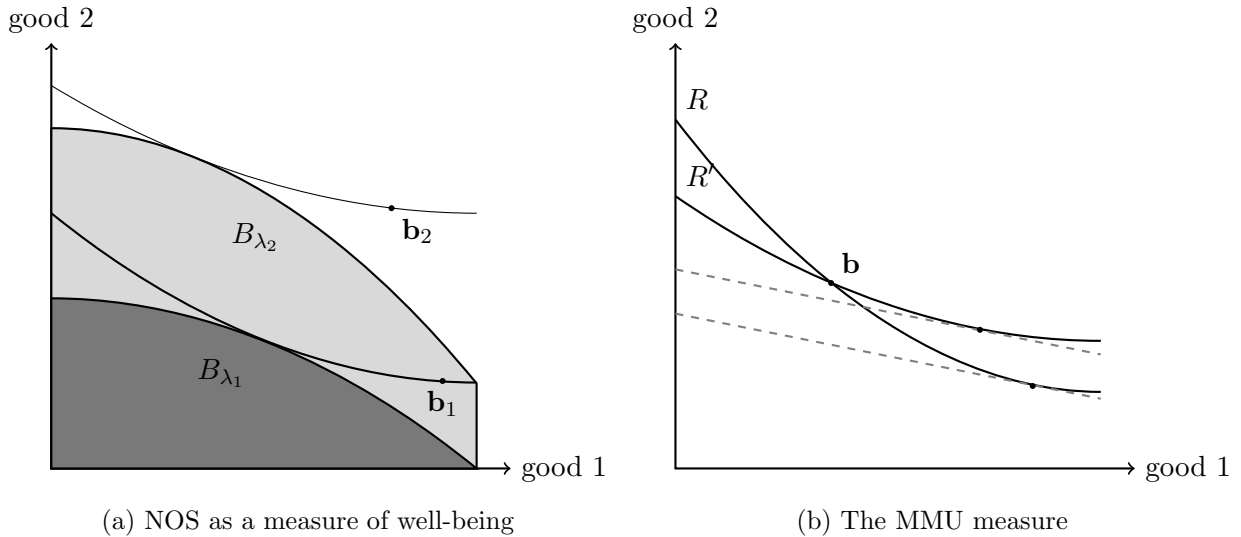 good 2
B_{λ_2}
b_2
B_{λ_1}
b_1
good 1
(a) NOS as a measure of well-being
good 2
R
R′
b
good 1
(b) The MMU measure